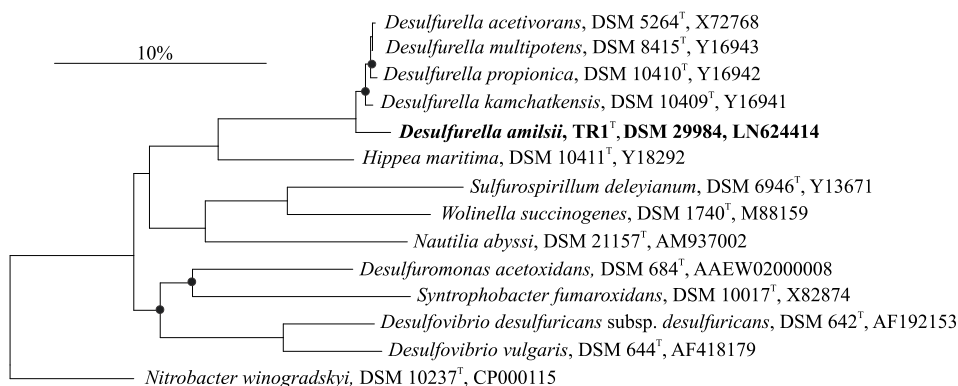 Desulfurella acetivorans, DSM 5264ᵀ, X72768
10%
Desulfurella multipotens, DSM 8415ᵀ, Y16943
Desulfurella propionica, DSM 10410ᵀ, Y16942
Desulfurella kamchatkensis, DSM 10409ᵀ, Y16941
Desulfurella amilsii, TR1ᵀ, DSM 29984, LN624414
Hippea maritima, DSM 10411ᵀ, Y18292
Sulfurospirillum deleyianum, DSM 6946ᵀ, Y13671
Wolinella succinogenes, DSM 1740ᵀ, M88159
Nautilia abyssi, DSM 21157ᵀ, AM937002
Desulfuromonas acetoxidans, DSM 684ᵀ, AAEW02000008
Syntrophobacter fumaroxidans, DSM 10017ᵀ, X82874
Desulfovibrio desulfuricans subsp. desulfuricans, DSM 642ᵀ, AF192153
Desulfovibrio vulgaris, DSM 644ᵀ, AF418179
Nitrobacter winogradskyi, DSM 10237ᵀ, CP000115